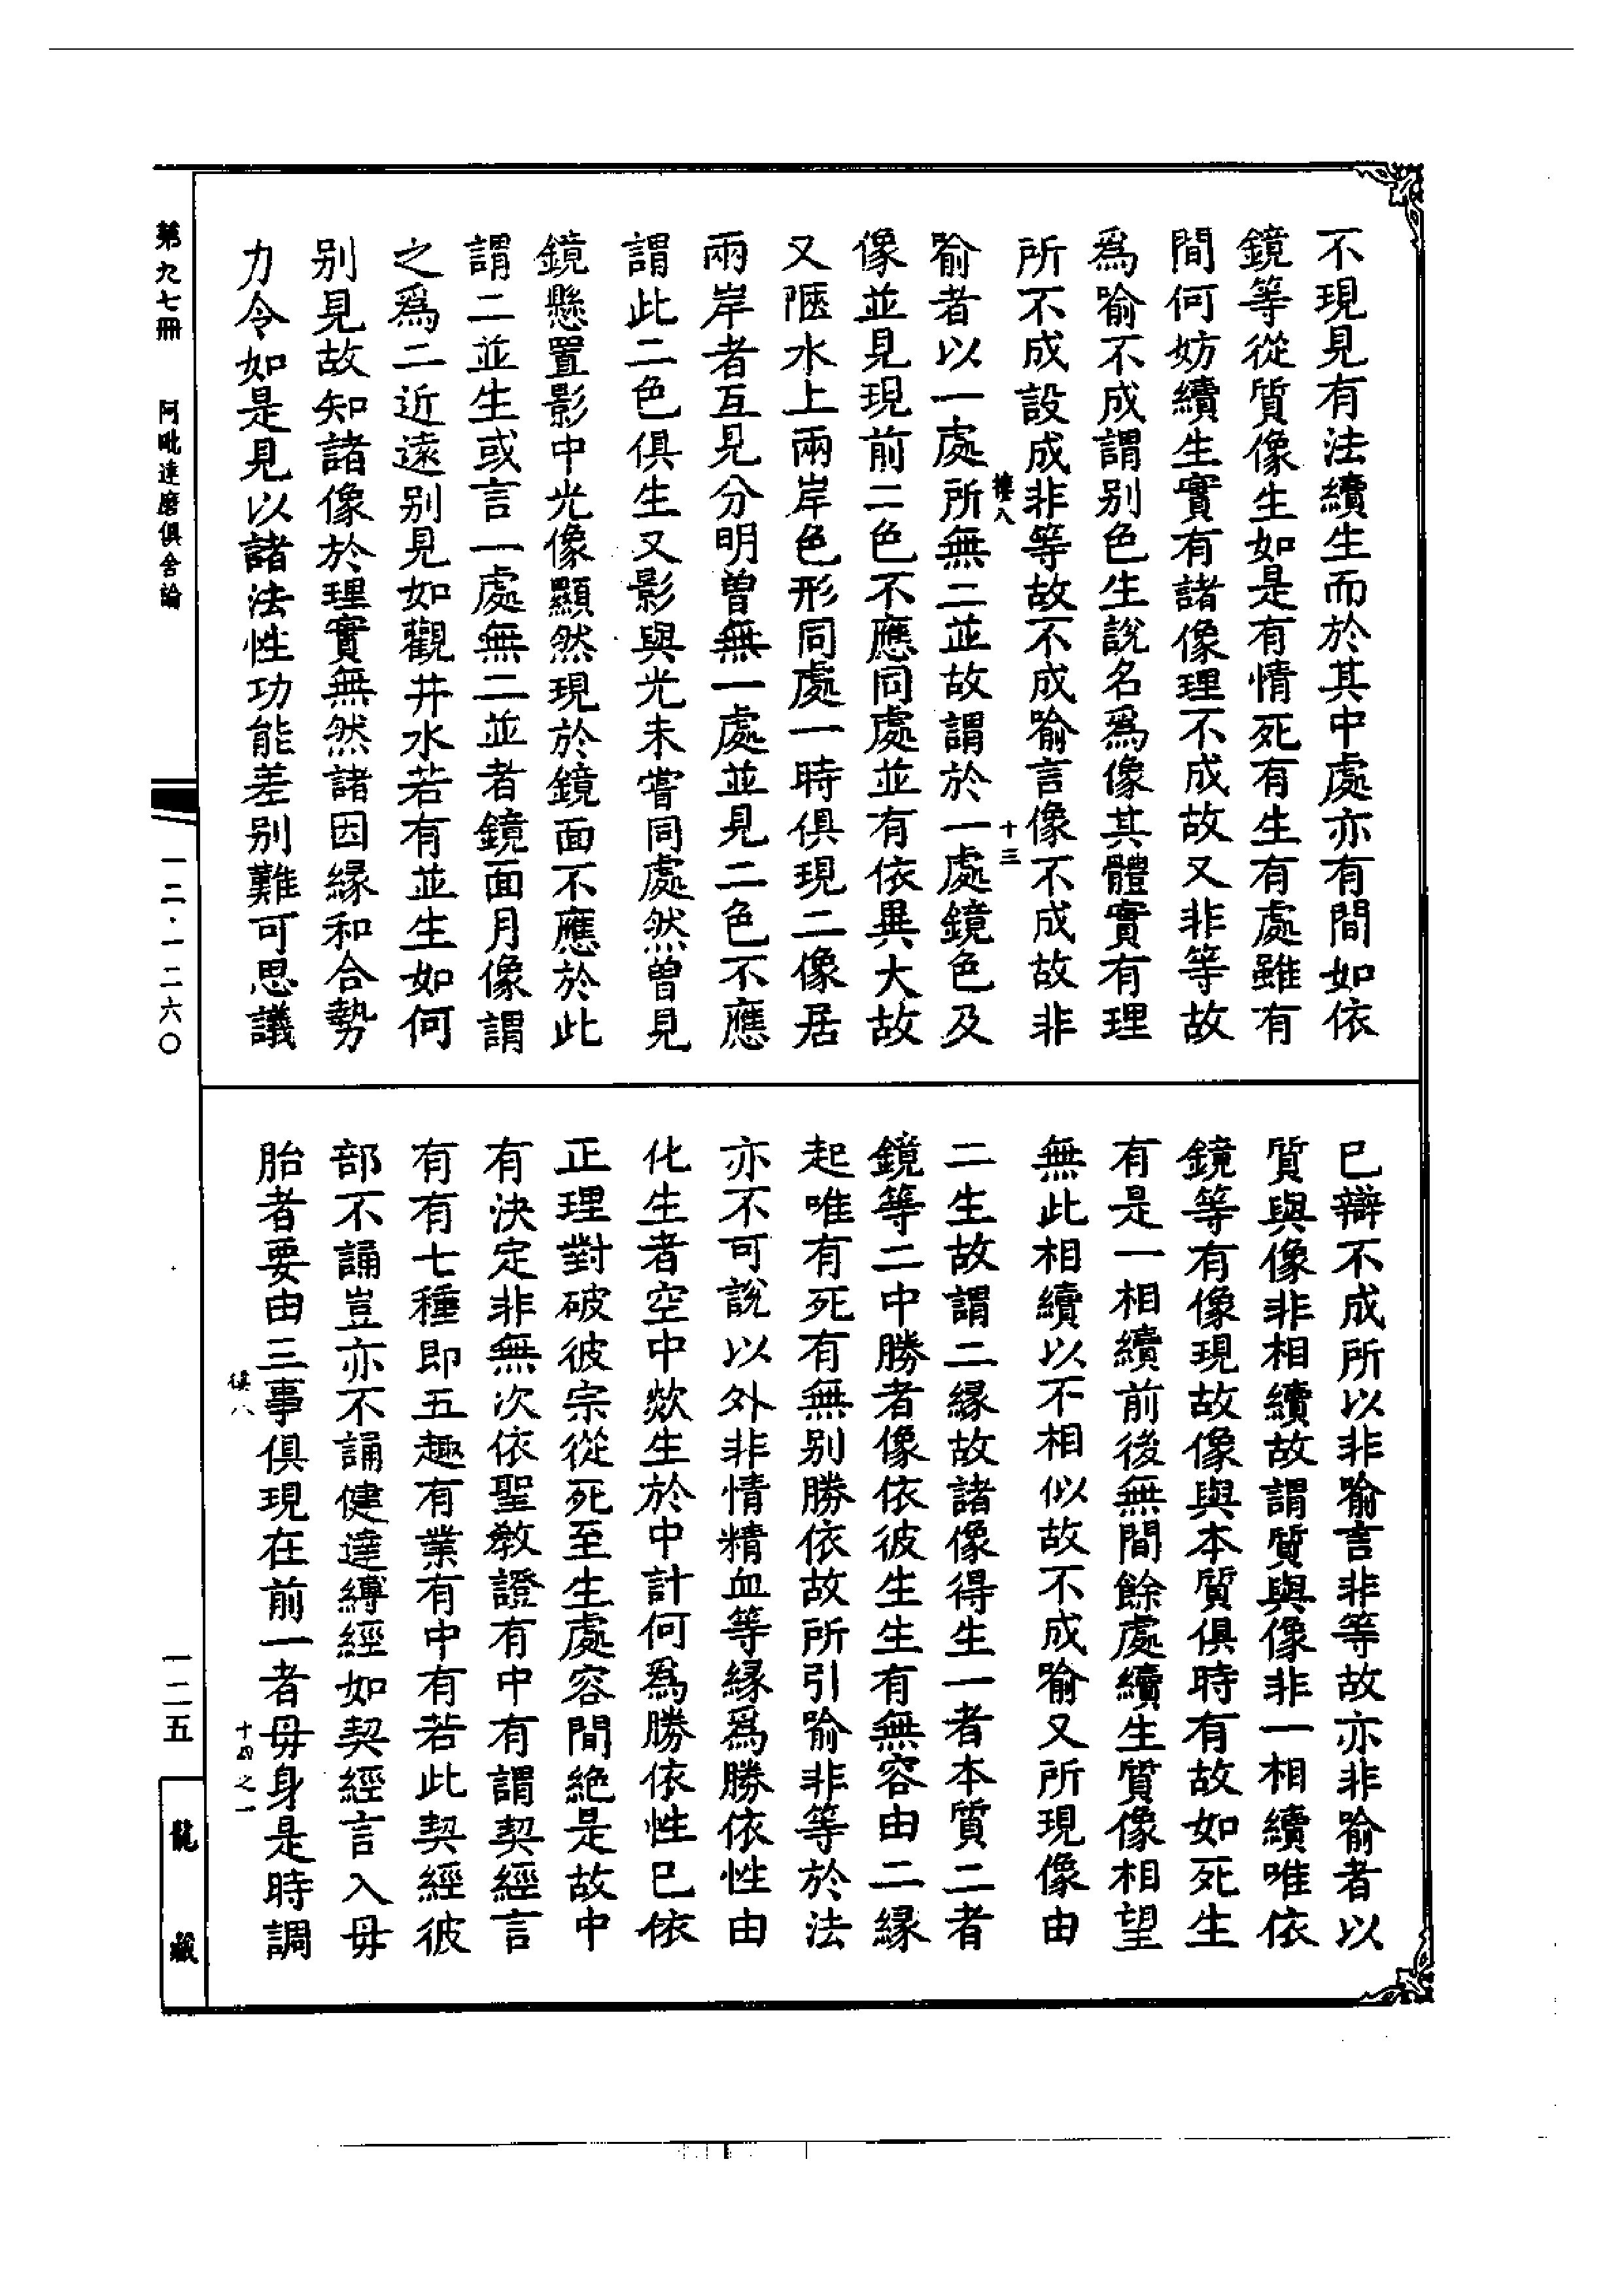 不現見有法續生而於其中處亦有間如依
鏡等從質像生如是有情死有生有處雖有
間何妨續生實有諸像理不成故又非等故
爲喻不成謂别色生說名爲像其體實有理
所不成設成非等故不成喻言像不成故非
喻者以一處所無二並故謂於一處鏡色及
像並見現前二色不應同處並有依異大故
又陿水上兩岸色形同處一時俱現二像居
兩岸者互見分明曾無一處並見二色不應
謂此二色俱生又影與光未嘗同處然曾見
鏡懸置影中光像顯然現於鏡面不應於此
謂二並生或言一處無二並者鏡面月像謂
之爲二近遠别見如觀井水若有並生如何
别見故知諸像於理實無然諸因緣和合勢
力令如是見以諸法性功能差别難可思議
十三
已辯不成所以非喻言非等故亦非喻者以
質與像非相續故謂質與像非一相續唯依
鏡等有像現故像與本質俱時有故如死生
有是一相續前後無間餘處續生質像相望
無此相續以不相似故不成喻又所現像由
二生故謂二緣故諸像得生一者本質二者
鏡等二中勝者像依彼生生有無容由二緣
起唯有死有無别勝依故所引喻非等於法
亦不可說以外非情精血等緣爲勝依性由
化生者空中欻生於中計何爲勝依性已依
正理對破彼宗從死至生處容間絶是故中
有決定非無次依聖教證有中有謂契經言
有有七種即五趣有業有中有若此契經彼
部不誦豈亦不誦健達縛經如契經言入毋
胎者要由三事俱現在前一者毋身是時調
十四之一
第九七冊 阿毗達磨俱舍論
一二·一二六〇
一二五
龍藏